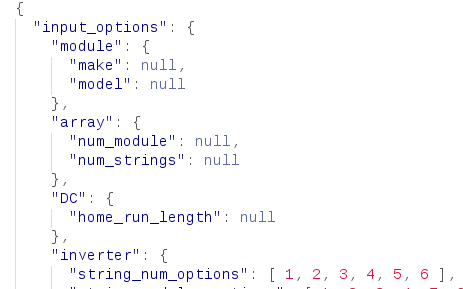 {
"input_options": {
"module": {
"make": null,
"model": null
},
"array": {
"num_module": null,
"num_strings": null
},
"DC": {
"home_run_length": null
},
"inverter": {
"string_num_options": [ 1, 2, 3, 4, 5, 6 ],